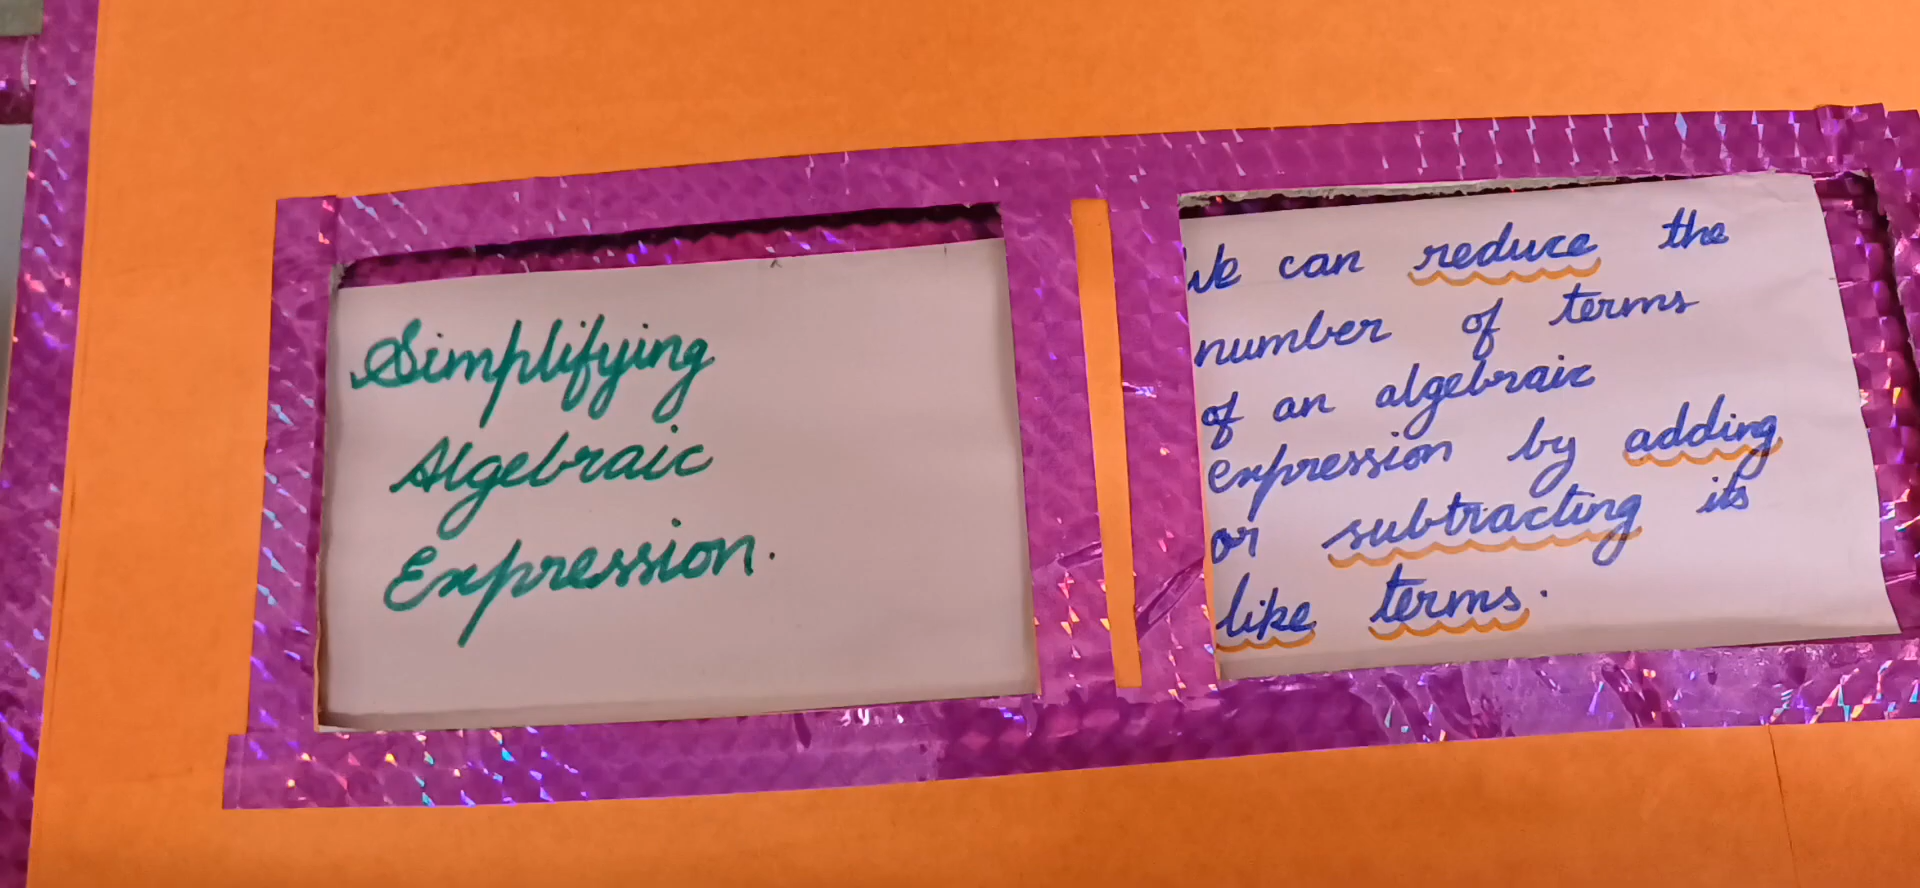 Simplifying
Algebraic
Expression.
We can reduce the
number of terms
of an algebraic
expression by adding
or subtracting its
like terms.